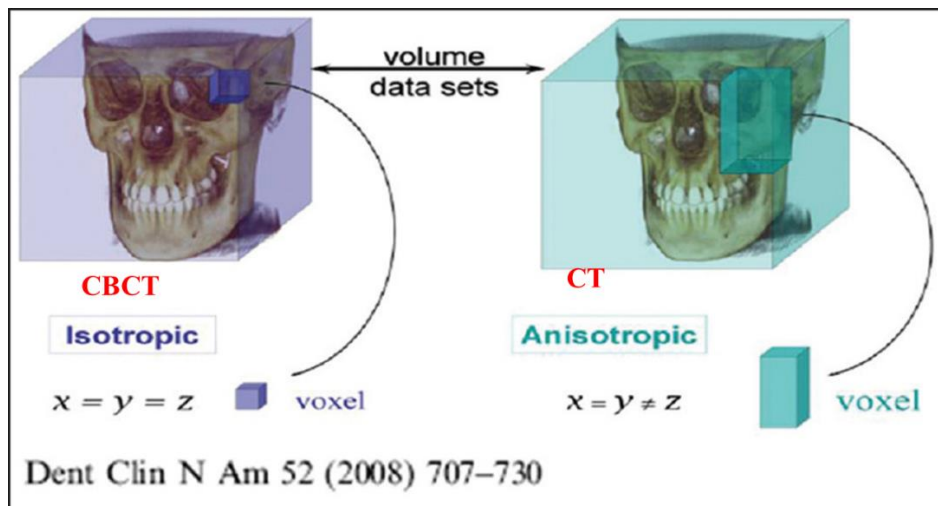 volume
data sets
CBCT
CT
Isotropic
Anisotropic
x = y = z
voxel
x = y ≠ z
voxel
Dent Clin N Am 52 (2008) 707–730